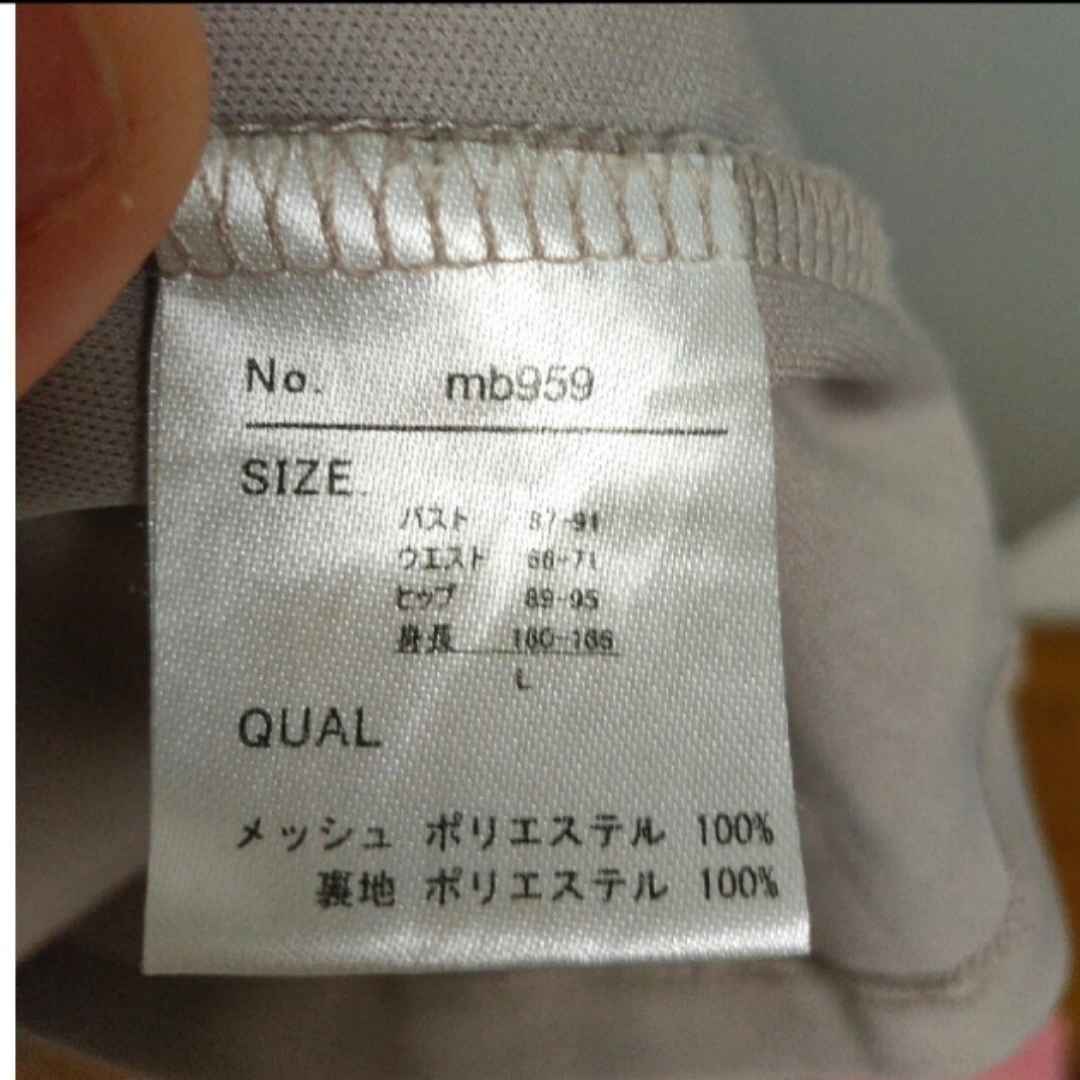 No. mb959
SIZE
バスト 87-91
ウエスト 66-71
ヒップ 89-95
身長 160-166
L
QUAL
メッシュ ポリエステル 100%
裏地 ポリエステル 100%